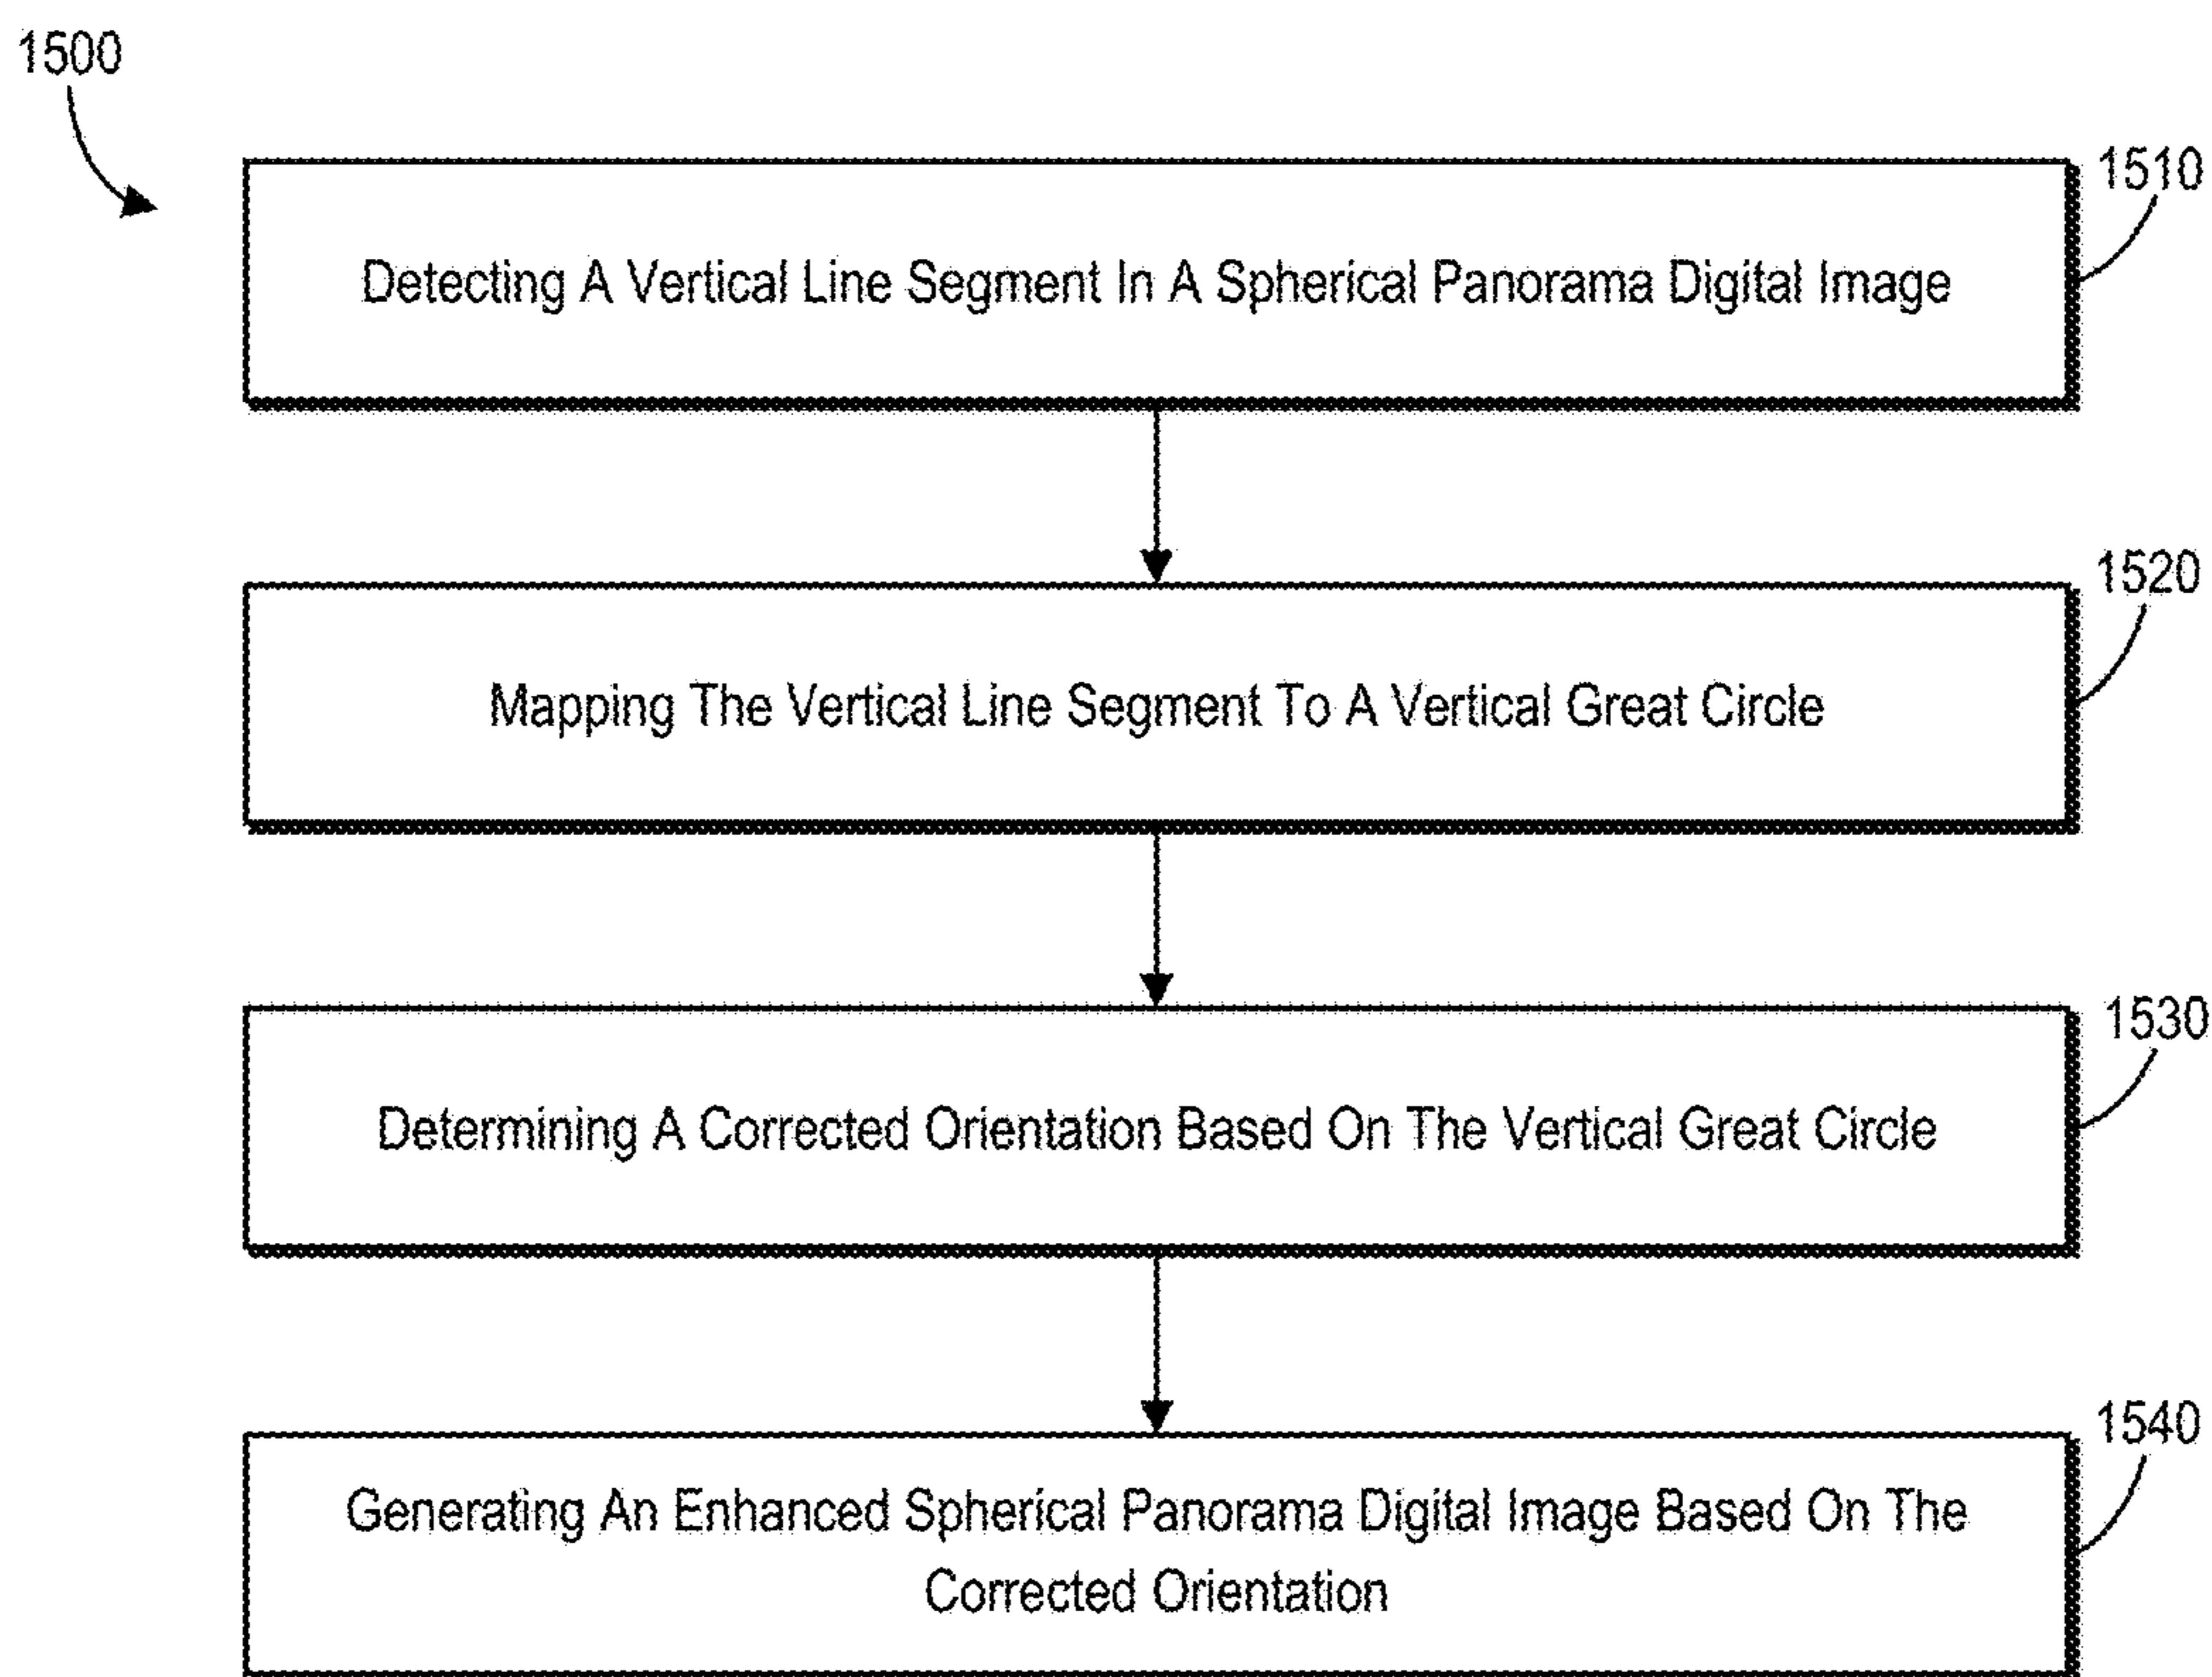 1500
1510
Detecting A Vertical Line Segment In A Spherical Panorama Digital Image
1520
Mapping The Vertical Line Segment To A Vertical Great Circle
1530
Determining A Corrected Orientation Based On The Vertical Great Circle
1540
Generating An Enhanced Spherical Panorama Digital Image Based On The
Corrected Orientation